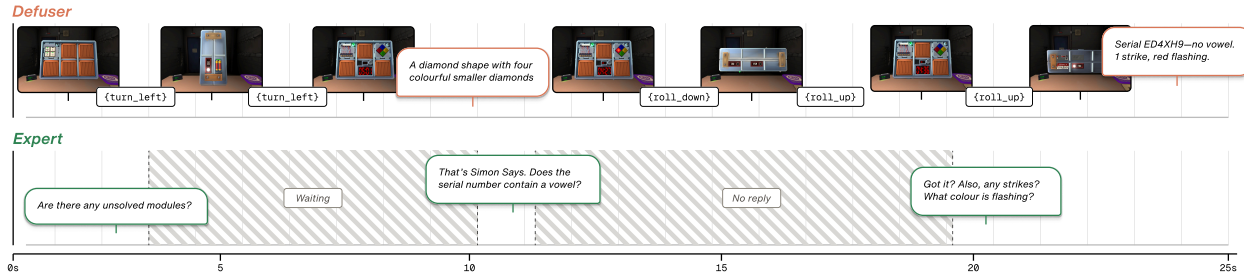 Defuser
A diamond shape with four
colourful smaller diamonds
Serial ED4XH9—no vowel.
1 strike, red flashing.
{turn_left}
{turn_left}
{roll_down}
{roll_up}
{roll_up}
Expert
Are there any unsolved modules?
Waiting
That's Simon Says. Does the
serial number contain a vowel?
No reply
Got it? Also, any strikes?
What colour is flashing?
0s
5
10
15
20
25s